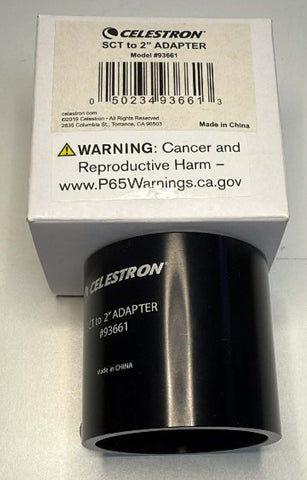 CELESTRON
SCT to 2" ADAPTER
Model #93661
0 50234 93661 3
celestron.com
©2019 Celestron • All Rights Reserved
2835 Columbia St., Torrance, CA 90503
Made in China
WARNING: Cancer and
Reproductive Harm –
www.P65Warnings.ca.gov
CELESTRON
SCT to 2" ADAPTER
#93661
Made in CHINA